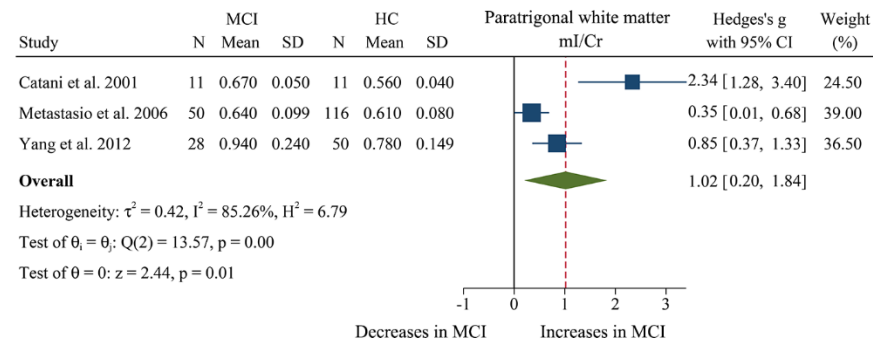 MCI HC Paratrigonal white matter Hedges's g Weight
Study N Mean SD N Mean SD mI/Cr with 95% CI (%)
Catani et al. 2001 11 0.670 0.050 11 0.560 0.040 2.34 [1.28, 3.40] 24.50
Metastasio et al. 2006 50 0.640 0.099 116 0.610 0.080 0.35 [0.01, 0.68] 39.00
Yang et al. 2012 28 0.940 0.240 50 0.780 0.149 0.85 [0.37, 1.33] 36.50
Overall 1.02 [0.20, 1.84]
Heterogeneity: τ² = 0.42, I² = 85.26%, H² = 6.79
Test of θᵢ = θⱼ: Q(2) = 13.57, p = 0.00
Test of θ = 0: z = 2.44, p = 0.01
-1 0 1 2 3
Decreases in MCI Increases in MCI